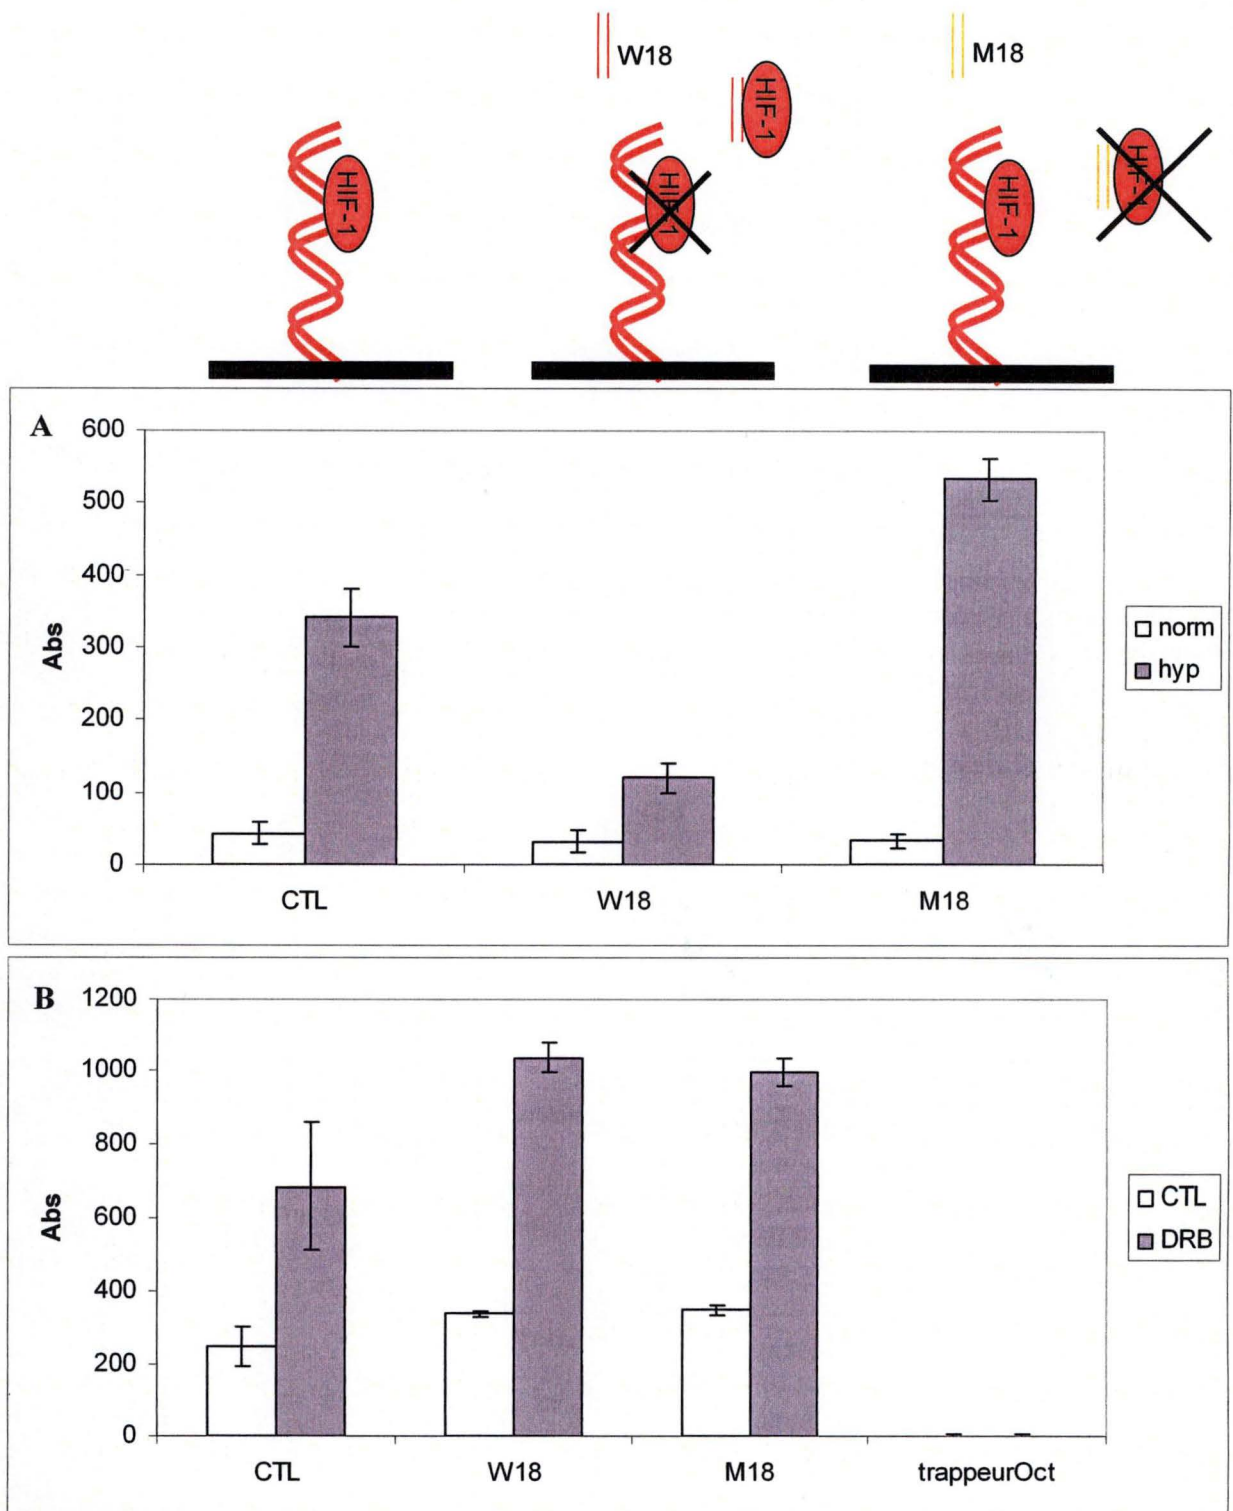 W18
M18
HIF-1
HIF-1
HIF-1
HIF-1
HIF-1
A
600
500
400
300
200
100
0
Abs
CTL
W18
M18
norm
hyp
B
1200
1000
800
600
400
200
0
Abs
CTL
W18
M18
trappeurOct
CTL
DRB